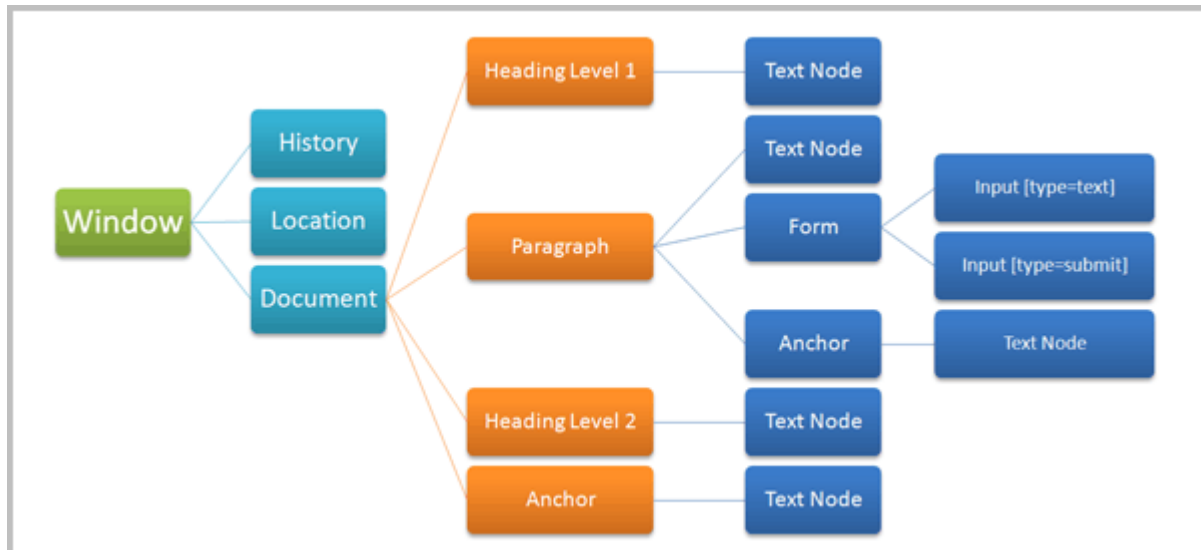 Heading Level 1
Text Node
History
Text Node
Window
Location
Paragraph
Form
Input [type=text]
Input [type=submit]
Document
Anchor
Text Node
Heading Level 2
Text Node
Anchor
Text Node